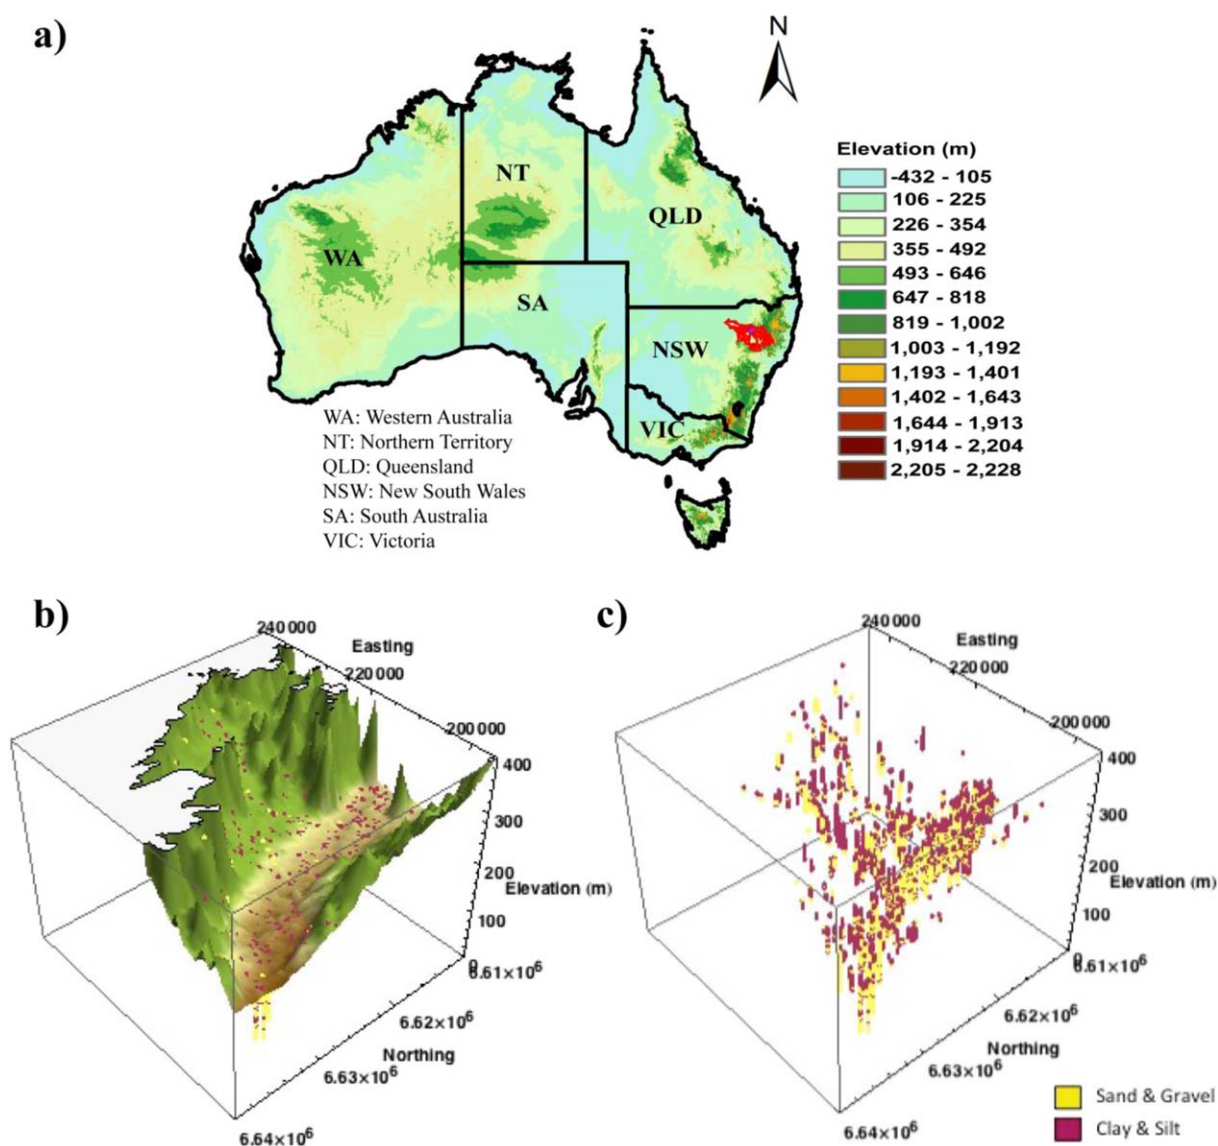 a)
N
Elevation (m)
-432 - 105
106 - 225
226 - 354
355 - 492
493 - 646
647 - 818
819 - 1,002
1,003 - 1,192
1,193 - 1,401
1,402 - 1,643
1,644 - 1,913
1,914 - 2,204
2,205 - 2,228
NT
QLD
WA
SA
NSW
VIC
WA: Western Australia
NT: Northern Territory
QLD: Queensland
NSW: New South Wales
SA: South Australia
VIC: Victoria
b)
240000
Easting
220000
200000
400
300
200
Elevation (m)
100
0
6.61×10⁶
6.62×10⁶
Northing
6.63×10⁶
6.64×10⁶
c)
240000
Easting
220000
200000
400
300
200
Elevation (m)
100
0
6.61×10⁶
6.62×10⁶
Northing
6.63×10⁶
6.64×10⁶
Sand & Gravel
Clay & Silt